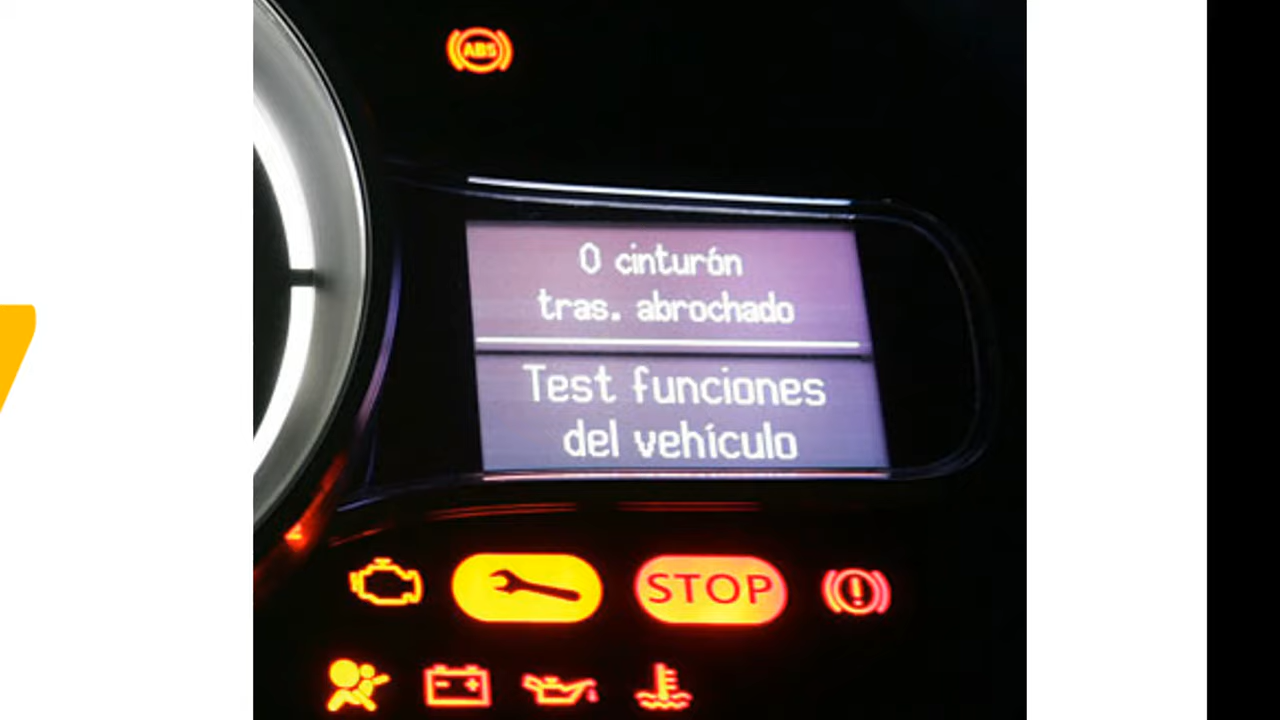 ABS
0 cinturón
tras. abrochado
Test funciones
del vehículo
STOP